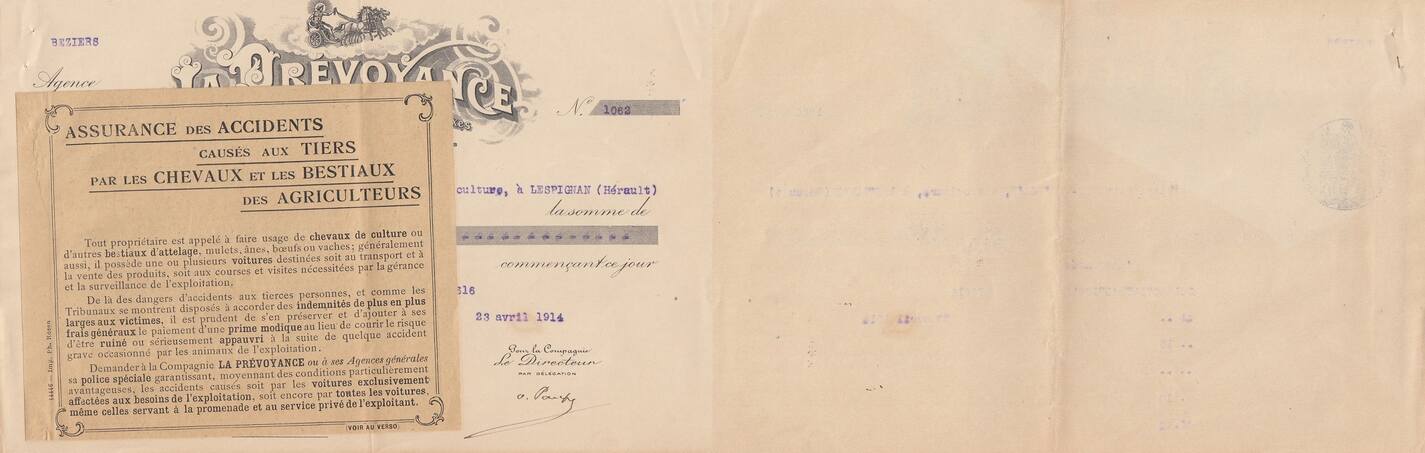 BEZIERS
Agence
LA PRÉVOYANCE
N° 1062
culture, à LESPIGNAN (Hérault)
la somme de
commençant ce jour
23 avril 1914
Pour la Compagnie
Le Directeur
PAR DÉLÉGATION
ASSURANCE DES ACCIDENTS
CAUSÉS AUX TIERS
PAR LES CHEVAUX ET LES BESTIAUX
DES AGRICULTEURS
Tout propriétaire est appelé à faire usage de chevaux de culture ou
d'autres bestiaux d'attelage, mulets, ânes, bœufs ou vaches; généralement
aussi, il possède une ou plusieurs voitures destinées soit au transport et à
la vente des produits, soit aux courses et visites nécessitées par la gérance
et la surveillance de l'exploitation.
De là des dangers d'accidents aux tierces personnes, et comme les
Tribunaux se montrent disposés à accorder des indemnités de plus en plus
larges aux victimes, il est prudent de s'en préserver et d'ajouter à ses
frais généraux le paiement d'une prime modique au lieu de courir le risque
d'être ruiné ou sérieusement appauvri à la suite de quelque accident
grave occasionné par les animaux de l'exploitation.
Demander à la Compagnie LA PRÉVOYANCE ou à ses Agences générales
sa police spéciale garantissant, moyennant des conditions particulièrement
avantageuses, les accidents causés soit par les voitures exclusivement
affectées aux besoins de l'exploitation, soit encore par toutes les voitures,
même celles servant à la promenade et au service privé de l'exploitant.
(VOIR AU VERSO)
Imp. Ph. Rosen